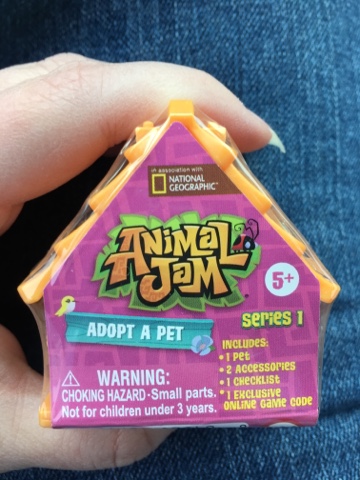 in association with
NATIONAL
GEOGRAPHIC™
ANIMAL
JAM
5+
ADOPT A PET
SERIES 1
INCLUDES:
• 1 PET
• 2 ACCESSORIES
• 1 CHECKLIST
• 1 EXCLUSIVE
ONLINE GAME CODE
WARNING:
CHOKING HAZARD-Small parts.
Not for children under 3 years.